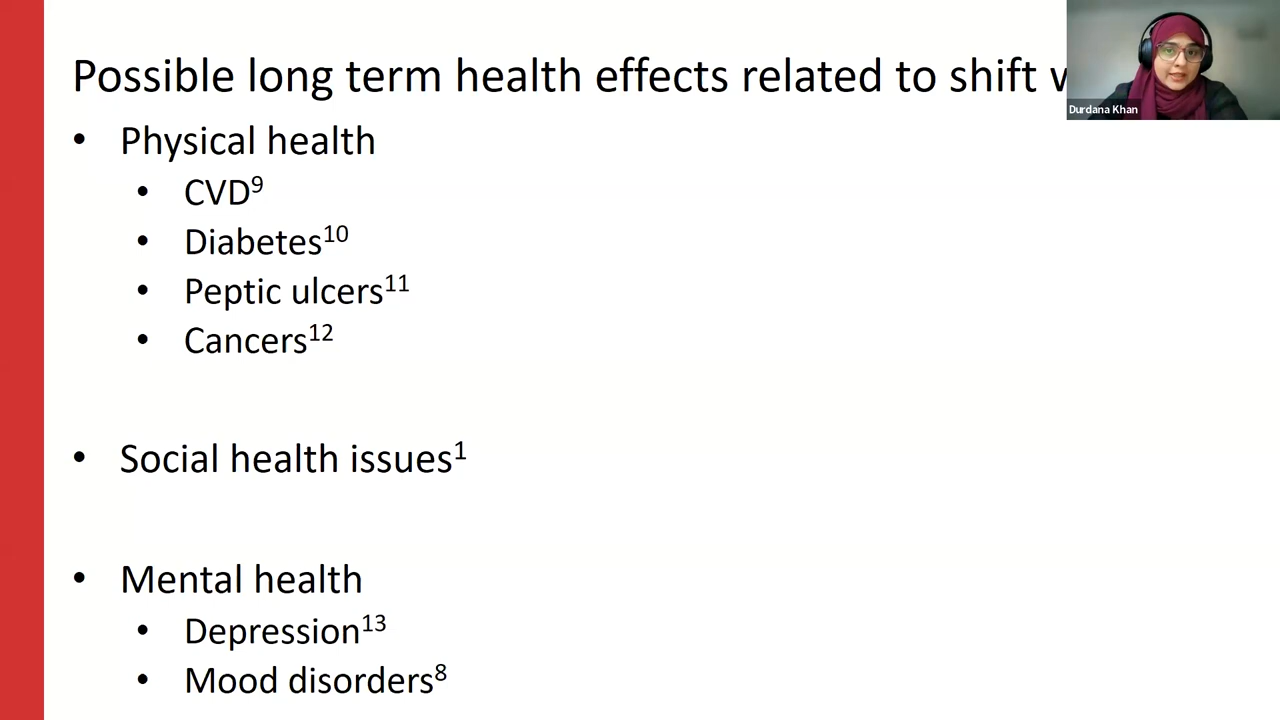 Possible long term health effects related to shift
Durdana Khan
• Physical health
• CVD⁹
• Diabetes¹⁰
• Peptic ulcers¹¹
• Cancers¹²
• Social health issues¹
• Mental health
• Depression¹³
• Mood disorders⁸